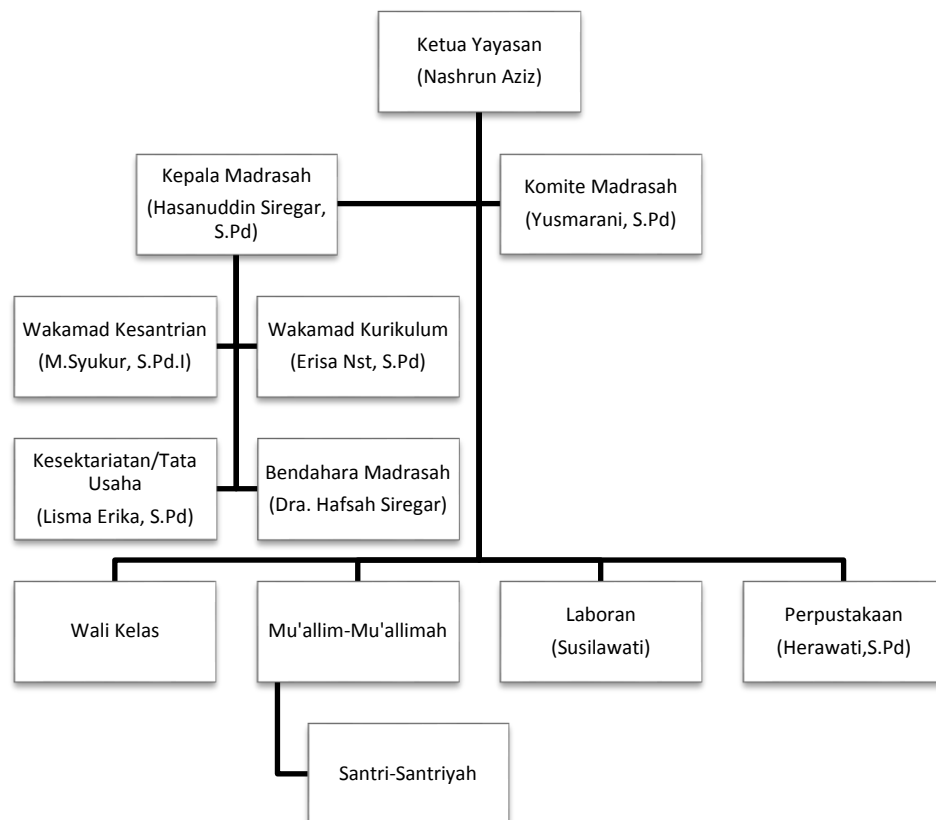 Ketua Yayasan
(Nashrun Aziz)
Kepala Madrasah
(Hasanuddin Siregar,
S.Pd)
Komite Madrasah
(Yusmarani, S.Pd)
Wakamad Kesantrian
(M.Syukur, S.Pd.I)
Wakamad Kurikulum
(Erisa Nst, S.Pd)
Kesektariatan/Tata
Usaha
(Lisma Erika, S.Pd)
Bendahara Madrasah
(Dra. Hafsah Siregar)
Wali Kelas
Mu'allim-Mu'allimah
Laboran
(Susilawati)
Perpustakaan
(Herawati,S.Pd)
Santri-Santriyah